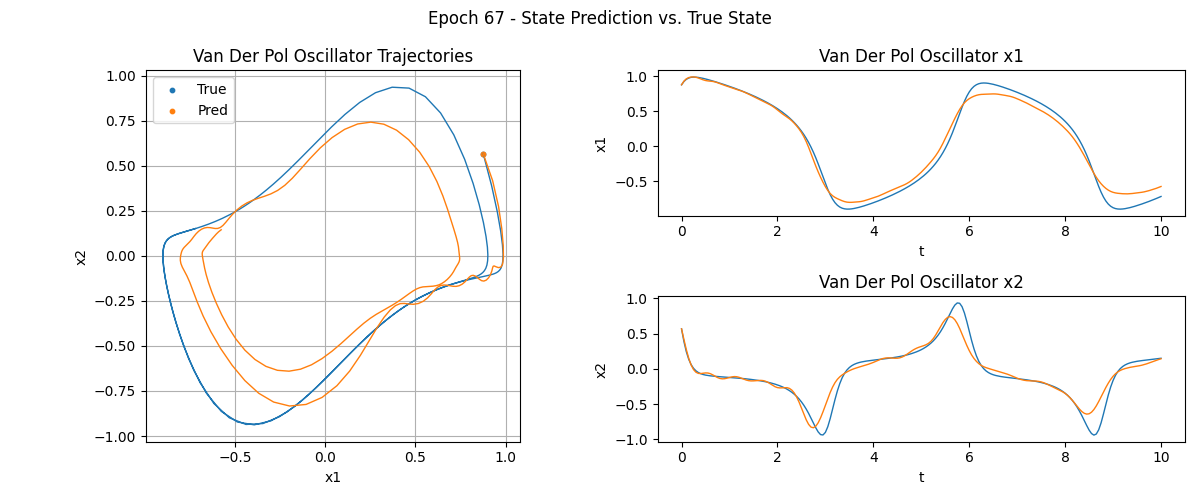 Epoch 67 - State Prediction vs. True State
Van Der Pol Oscillator Trajectories
True
Pred
1.00
0.75
0.50
0.25
0.00
−0.25
−0.50
−0.75
−1.00
x2
−0.5
0.0
0.5
1.0
x1
Van Der Pol Oscillator x1
1.0
0.5
0.0
−0.5
x1
0
2
4
6
8
10
t
Van Der Pol Oscillator x2
1.0
0.5
0.0
−0.5
−1.0
x2
0
2
4
6
8
10
t